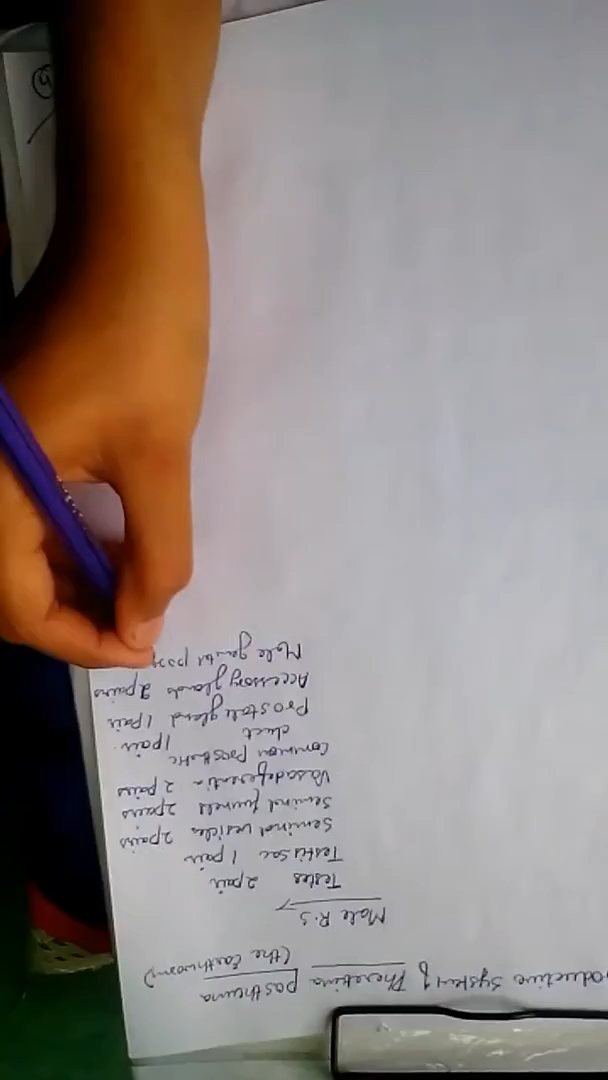 oductive System of Pheretima posthuma
(the Earthworm)
Male R.S
Testes 2 pair
Testis Sac 1 pair
Seminal vesicles 2 pairs
Seminal funnels 2 pairs
Vasa deferentia 2 pairs
Common prostatic 1 pair.
duct
Prostate gland 1 pair
Accessory glands 2 pairs
Male genital